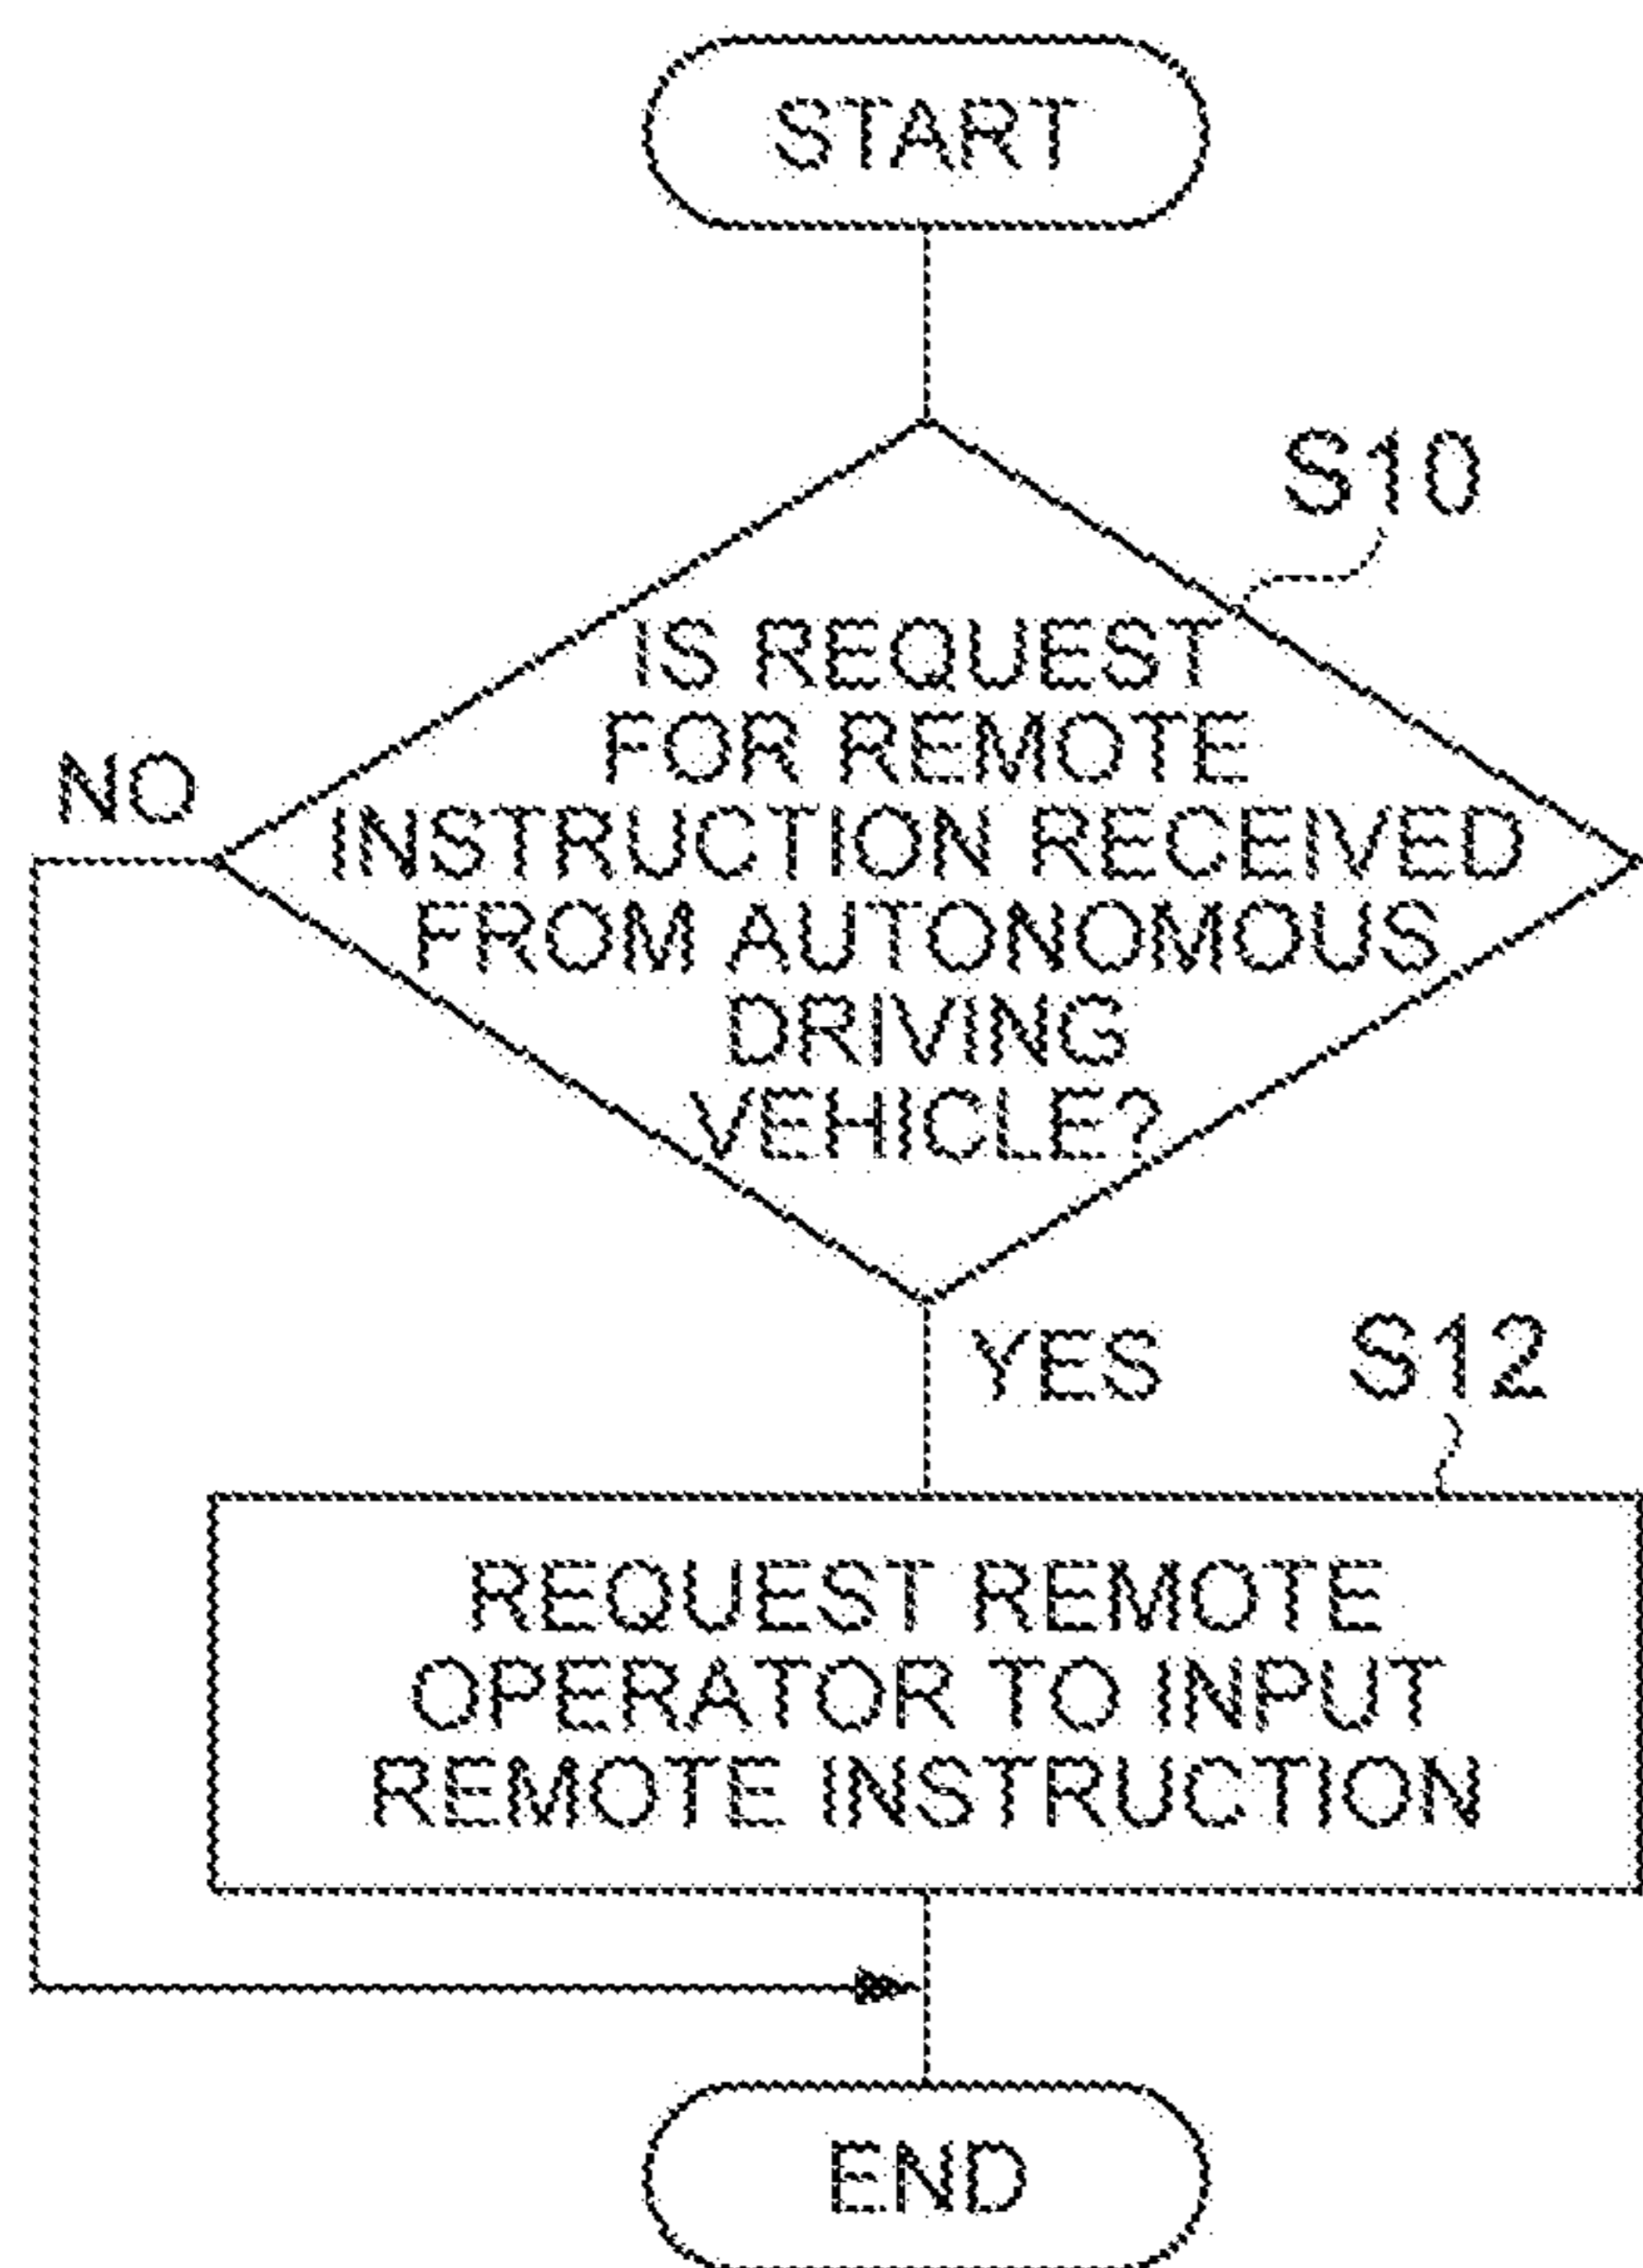 START
S10
IS REQUEST
FOR REMOTE
INSTRUCTION RECEIVED
FROM AUTONOMOUS
DRIVING
VEHICLE?
NO
YES
S12
REQUEST REMOTE
OPERATOR TO INPUT
REMOTE INSTRUCTION
END